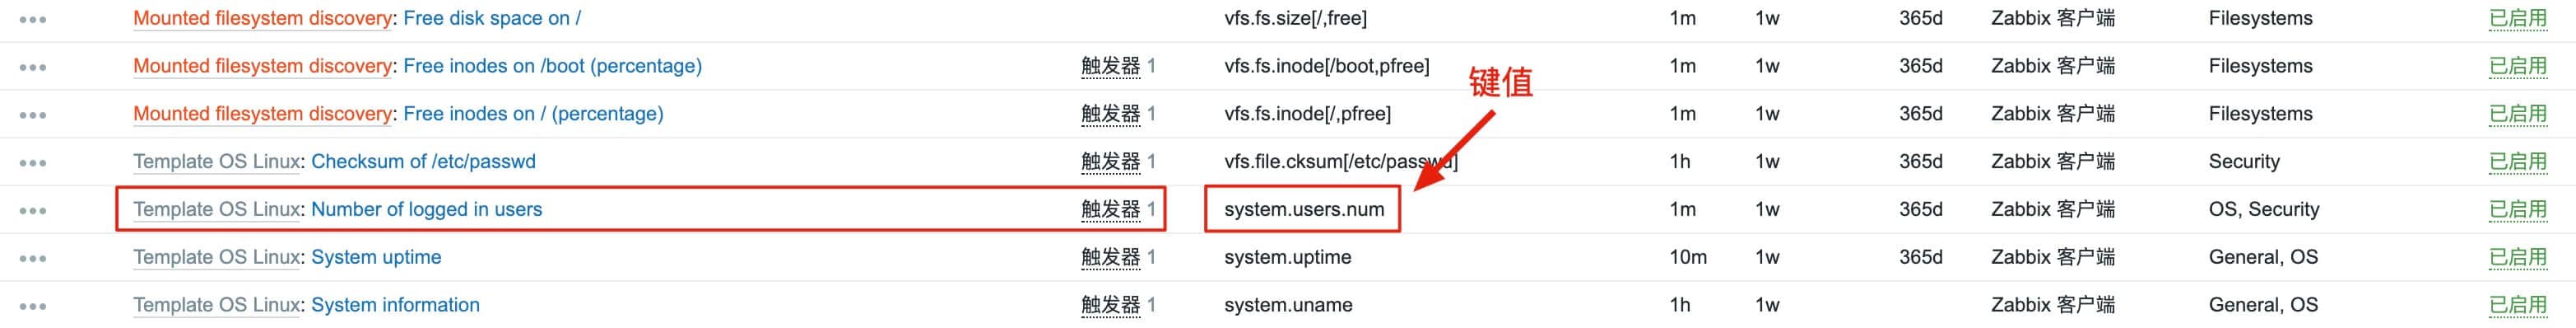 Mounted filesystem discovery: Free disk space on / vfs.fs.size[/,free] 1m 1w 365d Zabbix 客户端 Filesystems 已启用
Mounted filesystem discovery: Free inodes on /boot (percentage) 触发器 1 vfs.fs.inode[/boot,pfree] 1m 1w 365d Zabbix 客户端 Filesystems 已启用
键值
Mounted filesystem discovery: Free inodes on / (percentage) 触发器 1 vfs.fs.inode[/,pfree] 1m 1w 365d Zabbix 客户端 Filesystems 已启用
Template OS Linux: Checksum of /etc/passwd 触发器 1 vfs.file.cksum[/etc/passwd] 1h 1w 365d Zabbix 客户端 Security 已启用
Template OS Linux: Number of logged in users 触发器 1 system.users.num 1m 1w 365d Zabbix 客户端 OS, Security 已启用
Template OS Linux: System uptime 触发器 1 system.uptime 10m 1w 365d Zabbix 客户端 General, OS 已启用
Template OS Linux: System information 触发器 1 system.uname 1h 1w Zabbix 客户端 General, OS 已启用